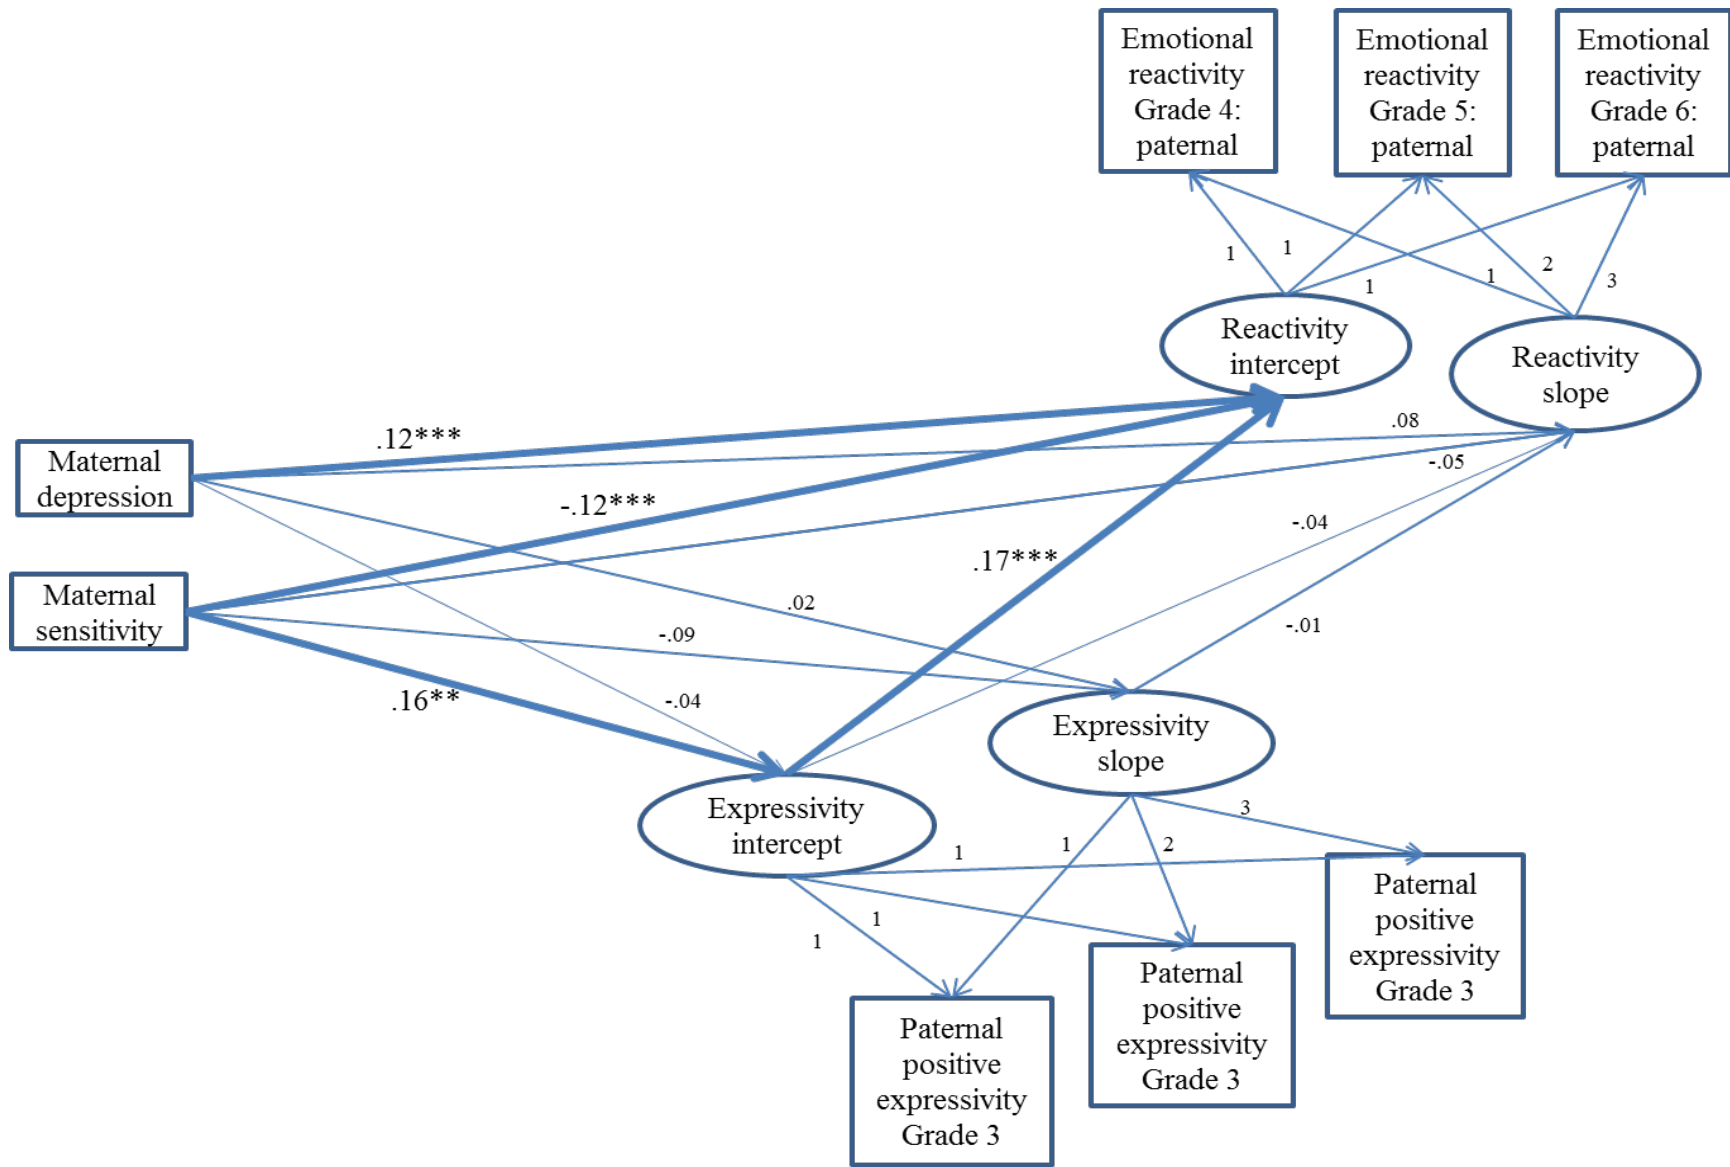 Emotional
reactivity
Grade 4:
paternal
Emotional
reactivity
Grade 5:
paternal
Emotional
reactivity
Grade 6:
paternal
1
1
1
1
2
3
Reactivity
intercept
Reactivity
slope
Maternal
depression
Maternal
sensitivity
.12***
.08
-.05
-.12***
-.04
.17***
.02
-.01
-.09
.16**
-.04
Expressivity
slope
Expressivity
intercept
3
1
1
2
1
1
Paternal
positive
expressivity
Grade 3
Paternal
positive
expressivity
Grade 3
Paternal
positive
expressivity
Grade 3